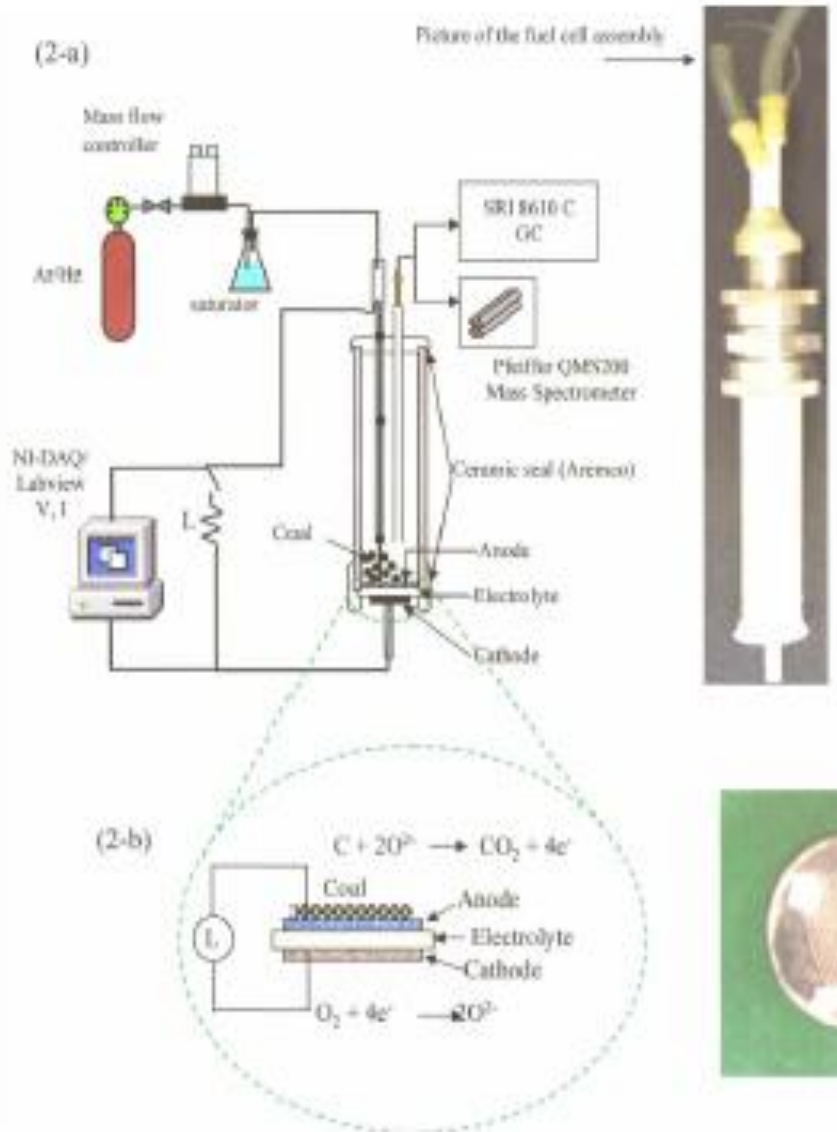 Picture of the fuel cell assembly
(2-a)
Mass flow
controller
SRI 8610 C
GC
saturator
Pfeiffer QMS200
Mass Spectrometer
NI-DAQ/
Labview
V, I
L
Ceramic seal (Aremco)
Coal
Anode
Electrolyte
Cathode
(2-b)
C + 2O²⁻ → CO₂ + 4e⁻
Coal
Anode
L
Electrolyte
Cathode
O₂ + 4e⁻ → 2O²⁻